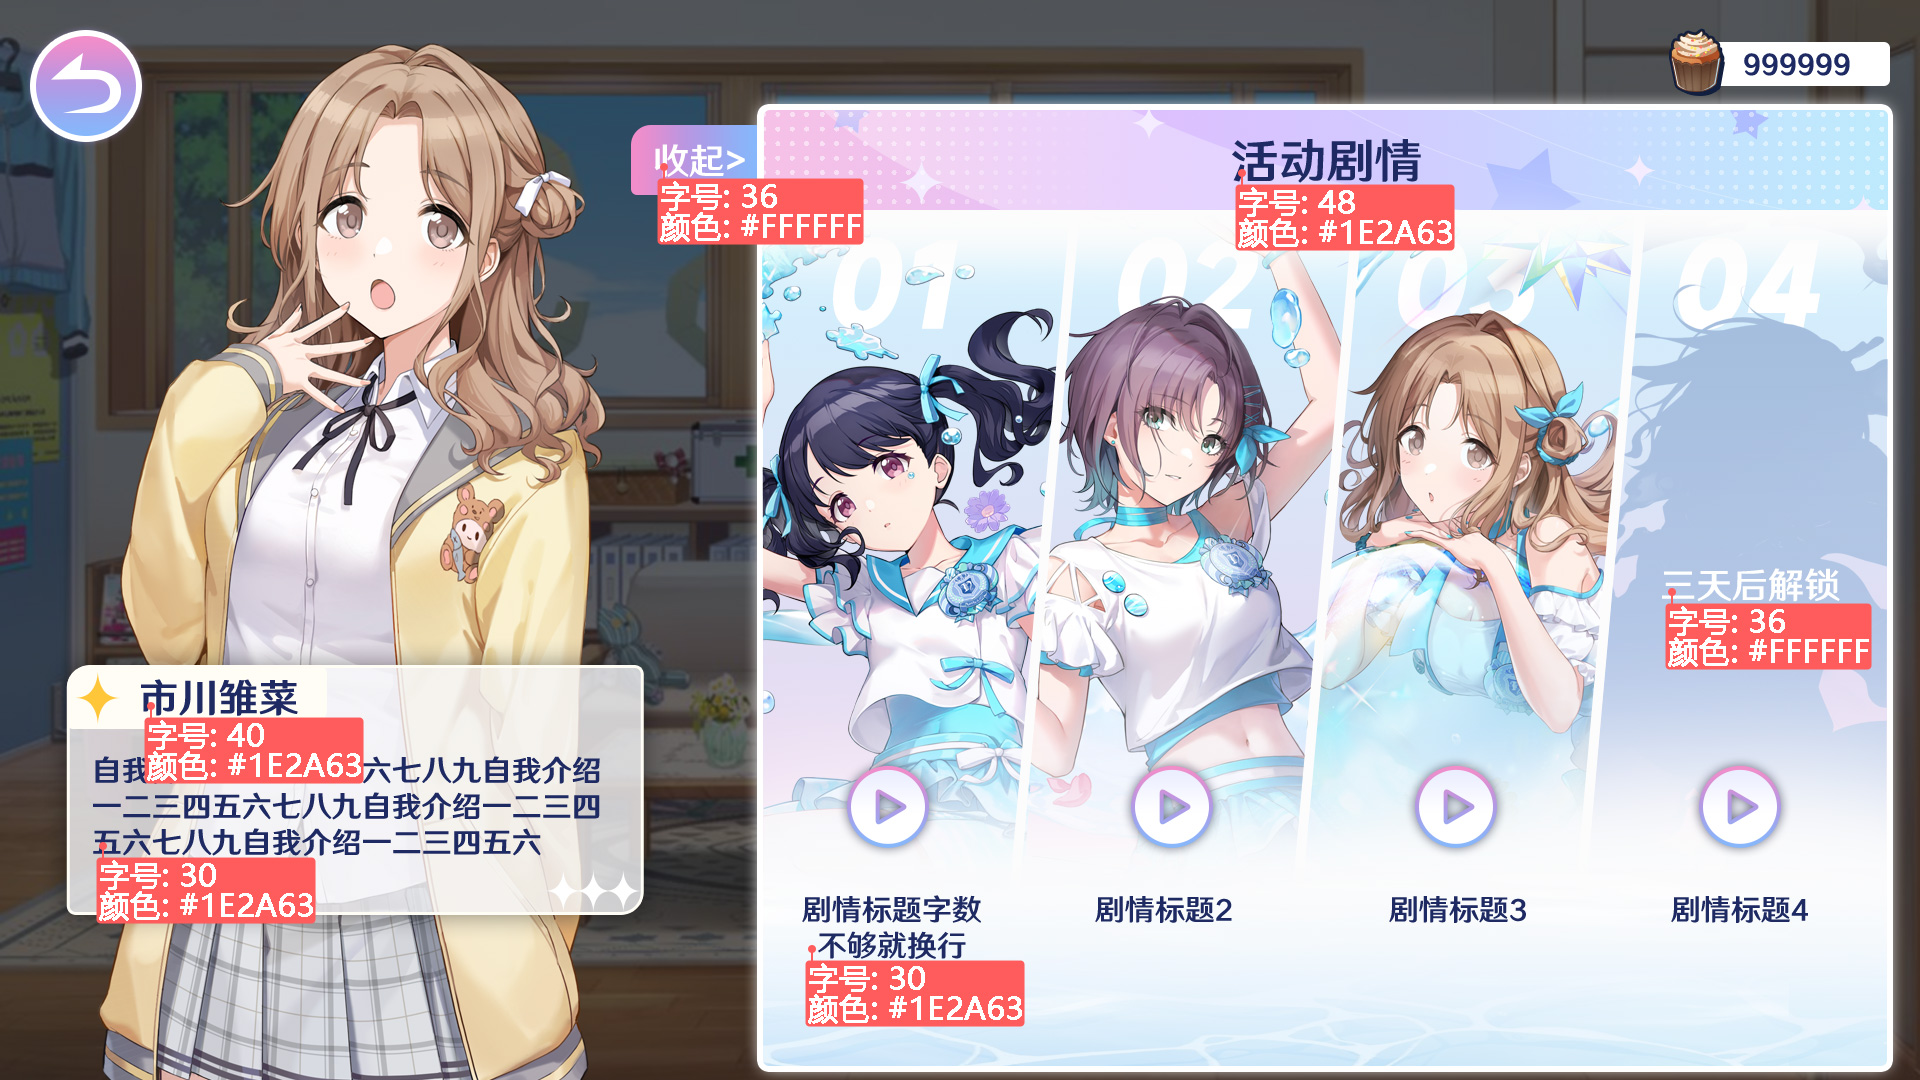 999999
收起>
字号: 36
颜色: #FFFFFF
活动剧情
字号: 48
颜色: #1E2A63
01
02
03
04
三天后解锁
字号: 36
颜色: #FFFFFF
市川雏菜
字号: 40
颜色: #1E2A63
自我
六七八九自我介绍
一二三四五六七八九自我介绍一二三四
五六七八九自我介绍一二三四五六
字号: 30
颜色: #1E2A63
剧情标题字数
不够就换行
字号: 30
颜色: #1E2A63
剧情标题2
剧情标题3
剧情标题4